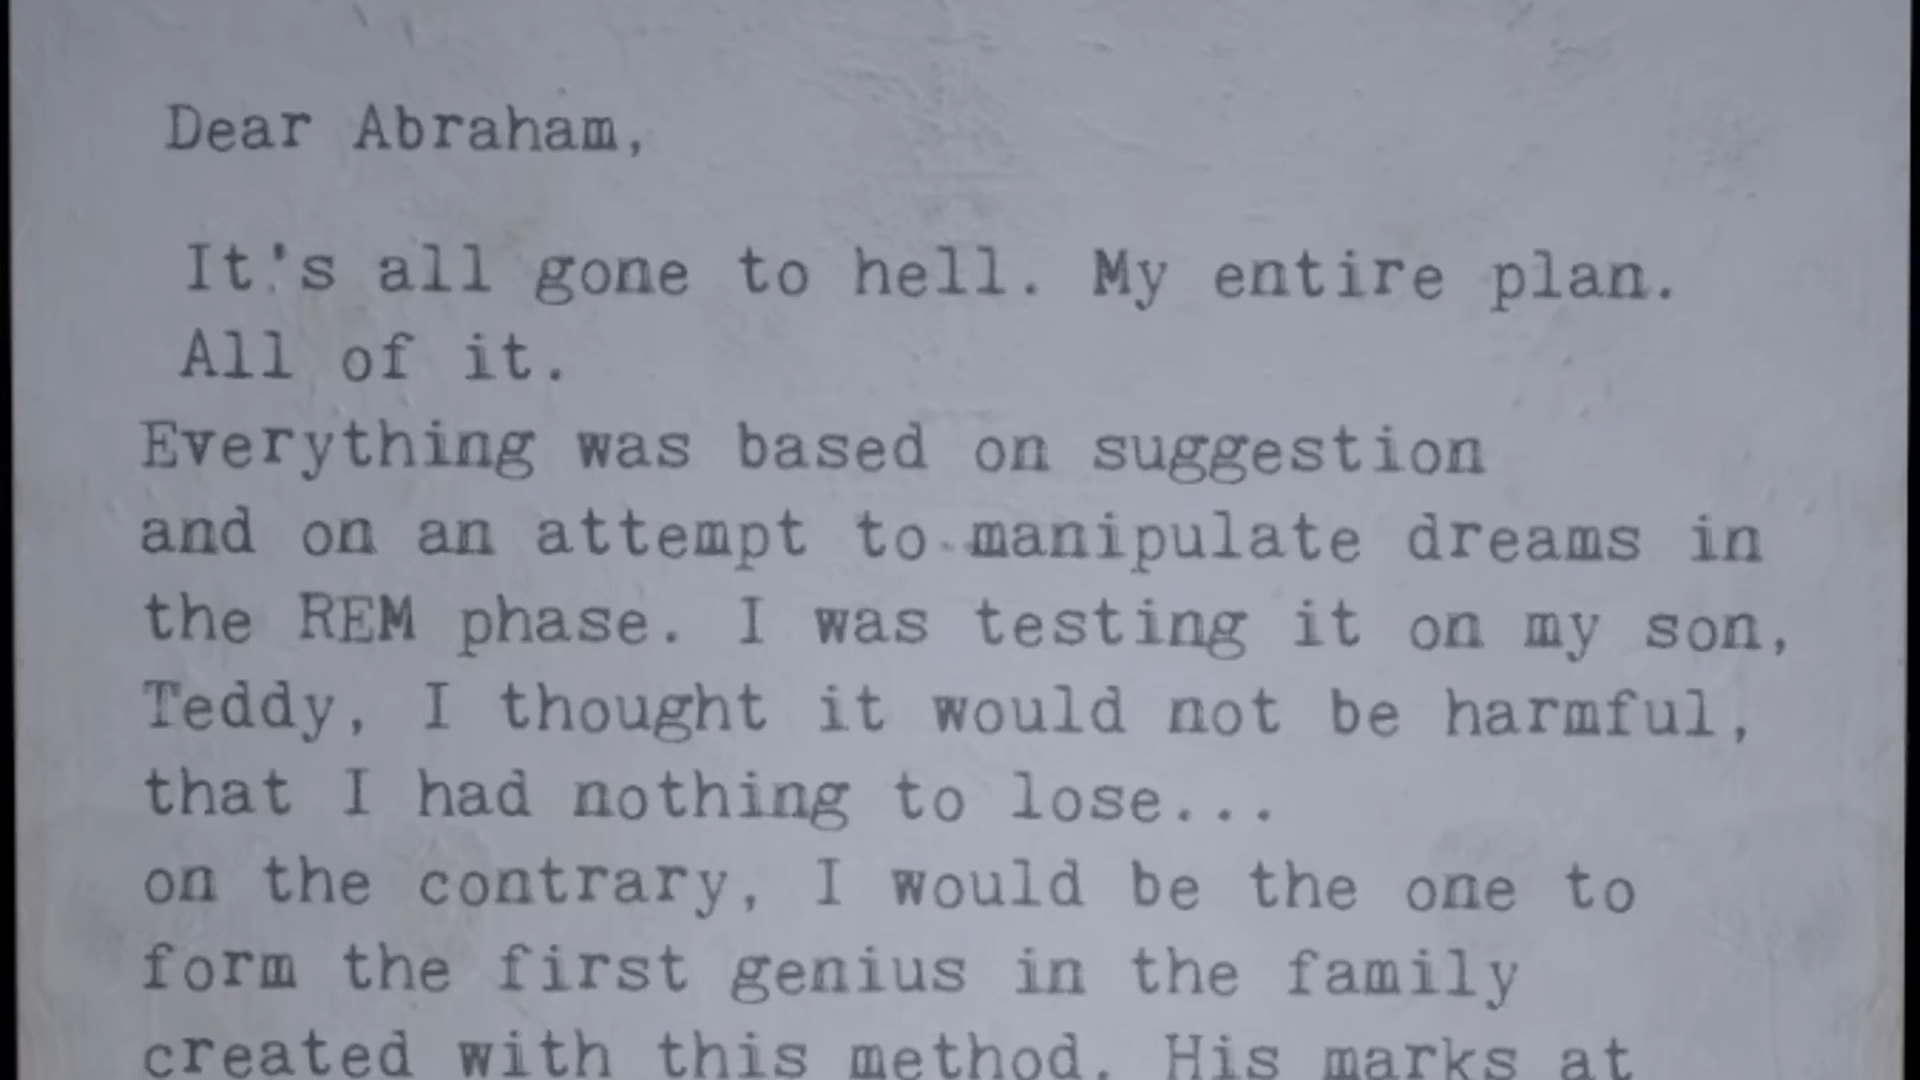 Dear Abraham,
It's all gone to hell. My entire plan.
All of it.
Everything was based on suggestion
and on an attempt to manipulate dreams in
the REM phase. I was testing it on my son,
Teddy, I thought it would not be harmful,
that I had nothing to lose...
on the contrary, I would be the one to
form the first genius in the family
created with this method. His marks at